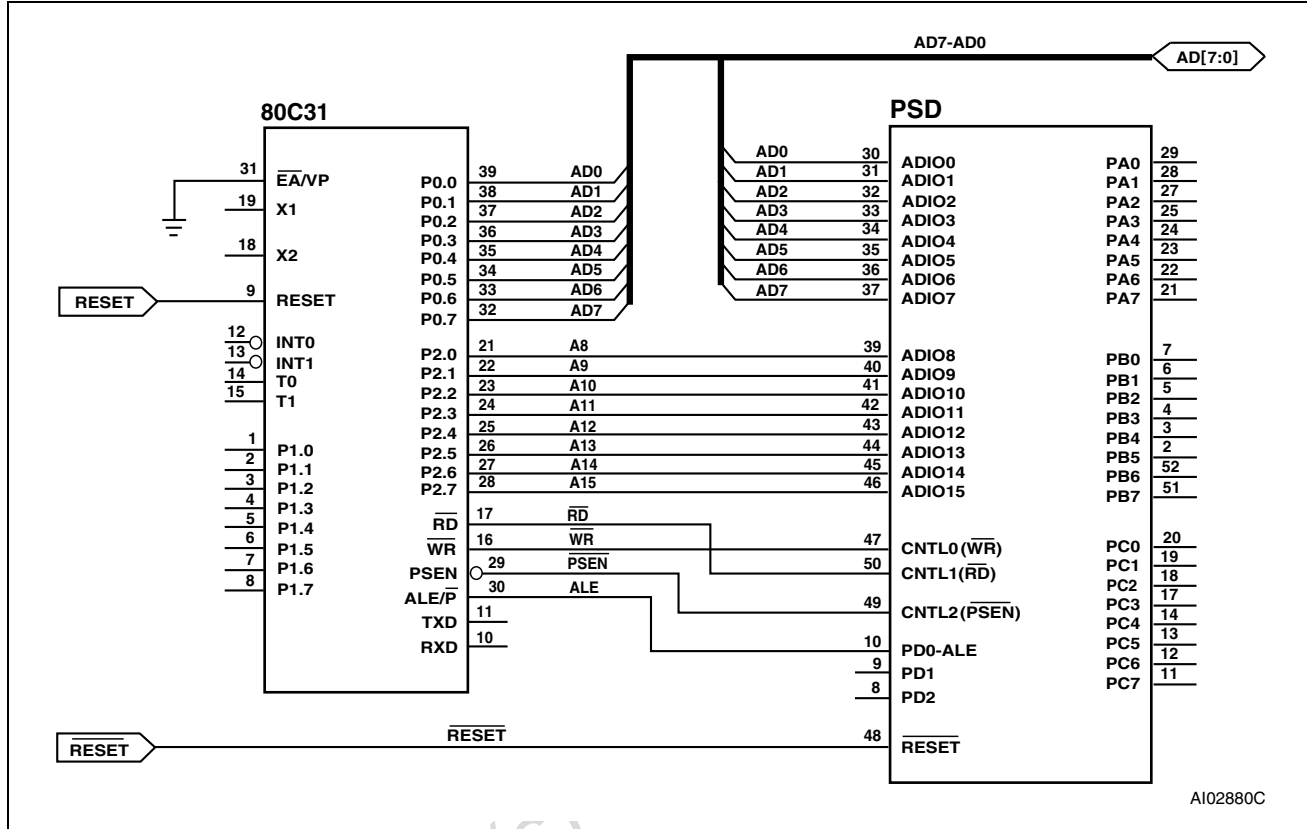 AD7-AD0
AD[7:0]
80C31
PSD
31 EA/VP
19 X1
18 X2
RESET 9 RESET
12 INT0
13 INT1
14 T0
15 T1
1 P1.0
2 P1.1
3 P1.2
4 P1.3
5 P1.4
6 P1.5
7 P1.6
8 P1.7
P0.0 39 AD0
P0.1 38 AD1
P0.2 37 AD2
P0.3 36 AD3
P0.4 35 AD4
P0.5 34 AD5
P0.6 33 AD6
P0.7 32 AD7
P2.0 21 A8
P2.1 22 A9
P2.2 23 A10
P2.3 24 A11
P2.4 25 A12
P2.5 26 A13
P2.6 27 A14
P2.7 28 A15
RD 17 RD
WR 16 WR
PSEN 29 PSEN
ALE/P 30 ALE
TXD 11
RXD 10
AD0 30 ADIO0
AD1 31 ADIO1
AD2 32 ADIO2
AD3 33 ADIO3
AD4 34 ADIO4
AD5 35 ADIO5
AD6 36 ADIO6
AD7 37 ADIO7
39 ADIO8
40 ADIO9
41 ADIO10
42 ADIO11
43 ADIO12
44 ADIO13
45 ADIO14
46 ADIO15
47 CNTL0(WR)
50 CNTL1(RD)
49 CNTL2(PSEN)
10 PD0-ALE
9 PD1
8 PD2
RESET RESET 48 RESET
PA0 29
PA1 28
PA2 27
PA3 25
PA4 24
PA5 23
PA6 22
PA7 21
PB0 7
PB1 6
PB2 5
PB3 4
PB4 3
PB5 2
PB6 52
PB7 51
PC0 20
PC1 19
PC2 18
PC3 17
PC4 14
PC5 13
PC6 12
PC7 11
AI02880C